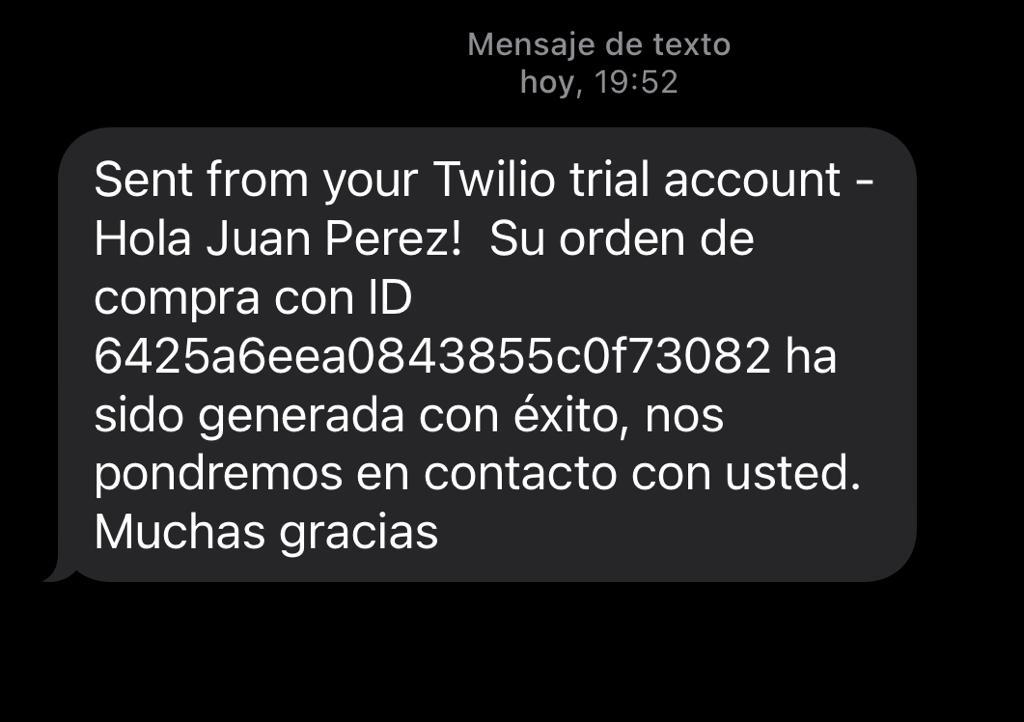 Mensaje de texto
hoy, 19:52
Sent from your Twilio trial account -
Hola Juan Perez!  Su orden de
compra con ID
6425a6eea0843855c0f73082 ha
sido generada con éxito, nos
pondremos en contacto con usted.
Muchas gracias